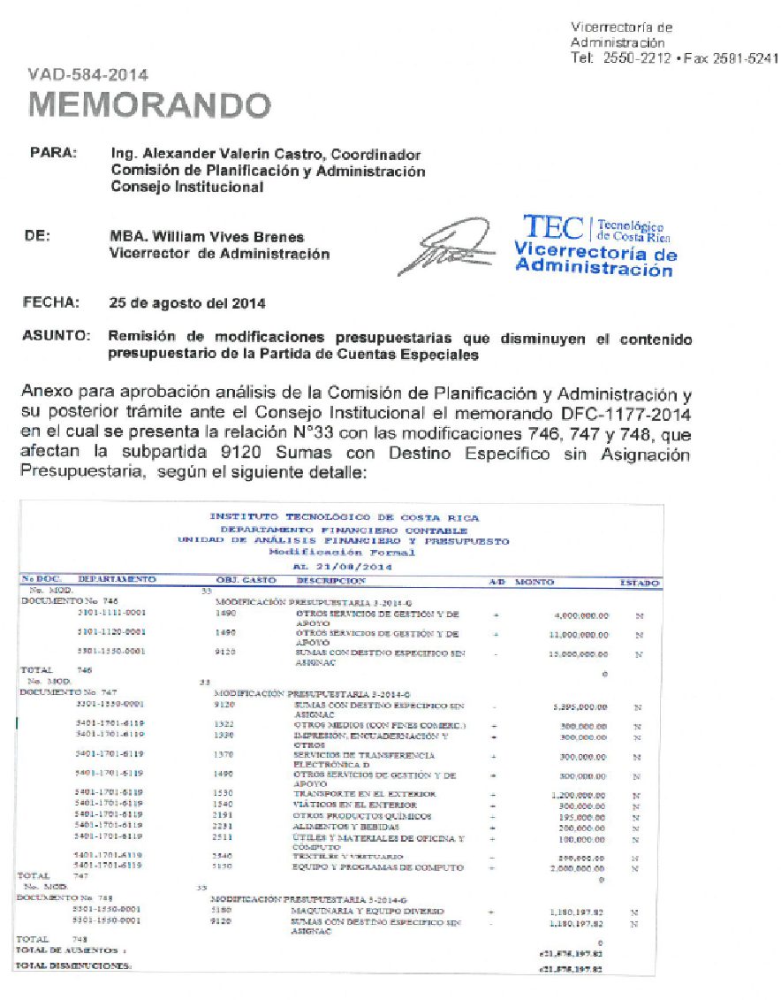 Vicerrectoría de
Administración
Tel: 2550-2212 • Fax 2591-5241
VAD-584-2014
MEMORANDO
PARA: Ing. Alexander Valerin Castro, Coordinador
Comisión de Planificación y Administración
Consejo Institucional
DE: MBA. William Vives Brenes
Vicerrector de Administración
TEC | Tecnológico
de Costa Rica
Vicerrectoría de
Administración
FECHA: 25 de agosto del 2014
ASUNTO: Remisión de modificaciones presupuestarias que disminuyen el contenido
presupuestario de la Partida de Cuentas Especiales
Anexo para aprobación análisis de la Comisión de Planificación y Administración y
su posterior trámite ante el Consejo Institucional el memorando DFC-1177-2014
en el cual se presenta la relación N°33 con las modificaciones 746, 747 y 748, que
afectan la subpartida 9120 Sumas con Destino Específico sin Asignación
Presupuestaria, según el siguiente detalle:
INSTITUTO TECNOLÓGICO DE COSTA RICA
DEPARTAMENTO FINANCIERO CONTABLE
UNIDAD DE ANÁLISIS FINANCIERO Y PRESUPUESTO
Modificación Formal
AL 21/08/2014
No DOC. DEPARTAMENTO OBJ. GASTO DESCRIPCION A/D MONTO ESTADO
No. MOD. 33
DOCUMENTO No 746 MODIFICACIÓN PRESUPUESTARIA 3-2014-G
5101-1111-0001 1490 OTROS SERVICIOS DE GESTIÓN Y DE + 4,000,000.00 N
APOYO
5101-1120-0001 1490 OTROS SERVICIOS DE GESTIÓN Y DE + 11,000,000.00 N
APOYO
5301-1550-0001 9120 SUMAS CON DESTINO ESPECIFICO SIN - 15,000,000.00 N
ASIGNAC
TOTAL 746 0
No. MOD. 33
DOCUMENTO No. 747 MODIFICACIÓN PRESUPUESTARIA 3-2014-G
5301-1550-0001 9120 SUMAS CON DESTINO ESPECIFICO SIN - 5,395,000.00 N
ASIGNAC
5401-1701-6119 1322 OTROS MEDIOS (CON FINES COMERC.) + 300,000.00 N
5401-1701-6119 1330 IMPRESIÓN, ENCUADERNACIÓN Y + 300,000.00 N
OTROS
5401-1701-6119 1370 SERVICIOS DE TRANSFERENCIA + 300,000.00 N
ELECTRÓNICA D
5401-1701-6119 1490 OTROS SERVICIOS DE GESTIÓN Y DE + 300,000.00 N
APOYO
5401-1701-6119 1530 TRANSPORTE EN EL EXTERIOR + 1,200,000.00 N
5401-1701-6119 1540 VIÁTICOS EN EL EXTERIOR + 300,000.00 N
5401-1701-6119 2191 OTROS PRODUCTOS QUÍMICOS + 195,000.00 N
5401-1701-6119 2231 ALIMENTOS Y BEBIDAS + 200,000.00 N
5401-1701-6119 2511 ÚTILES Y MATERIALES DE OFICINA Y + 100,000.00 N
CÓMPUTO
5401-1701-6119 2540 TEXTILES Y VESTUARIO + 200,000.00 N
5401-1701-6119 5150 EQUIPO Y PROGRAMAS DE COMPUTO + 2,000,000.00 N
TOTAL 747 0
No. MOD. 33
DOCUMENTO No. 748 MODIFICACIÓN PRESUPUESTARIA 3-2014-G
5301-1550-0001 5180 MAQUINARIA Y EQUIPO DIVERSO + 1,180,197.82 N
5301-1550-0001 9120 SUMAS CON DESTINO ESPECIFICO SIN - 1,180,197.82 N
ASIGNAC
TOTAL 748 0
TOTAL DE AUMENTOS : ¢21,575,197.82
TOTAL DISMINUCIONES: ¢21,575,197.82